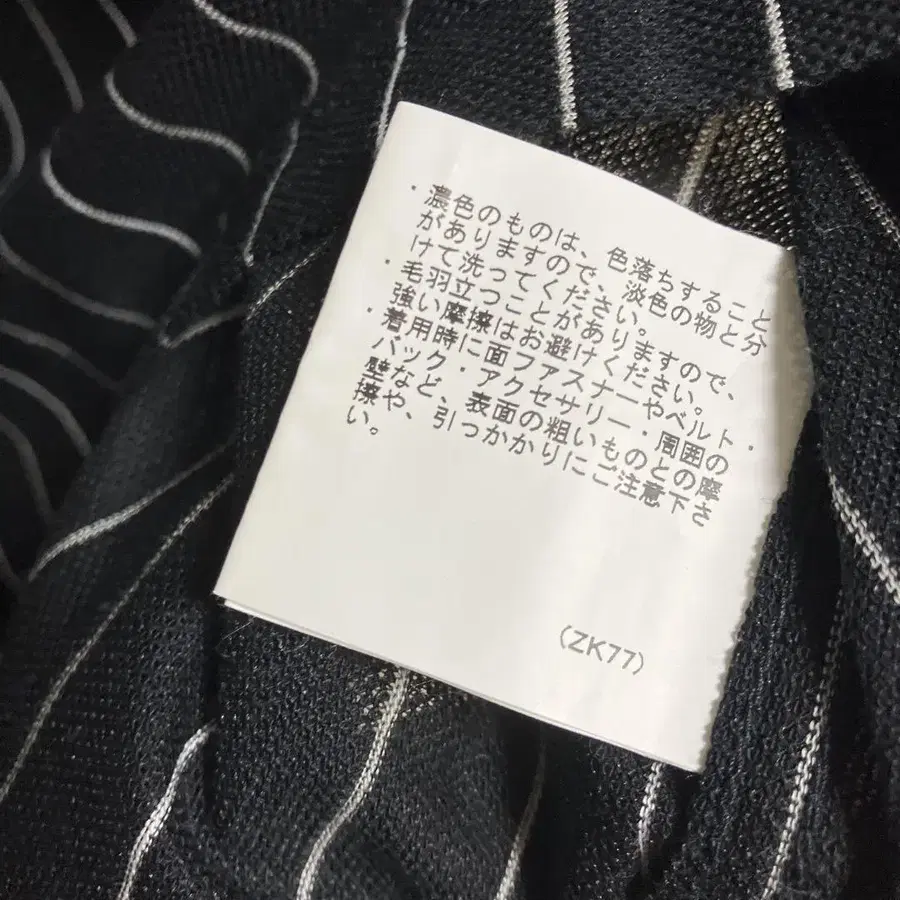 ・濃色のものは、色落ちすること
があリますので、淡色の物と分
けて洗ってください。
・毛羽立つことがありますので、
強い摩擦はお避けください。
・着用時に面ファスナーやベルト・
バック・アクセサリー・周囲の
壁など、表面の粗いものとの摩
擦や、引っかかりにご注意下さ
い。
(ZK77)